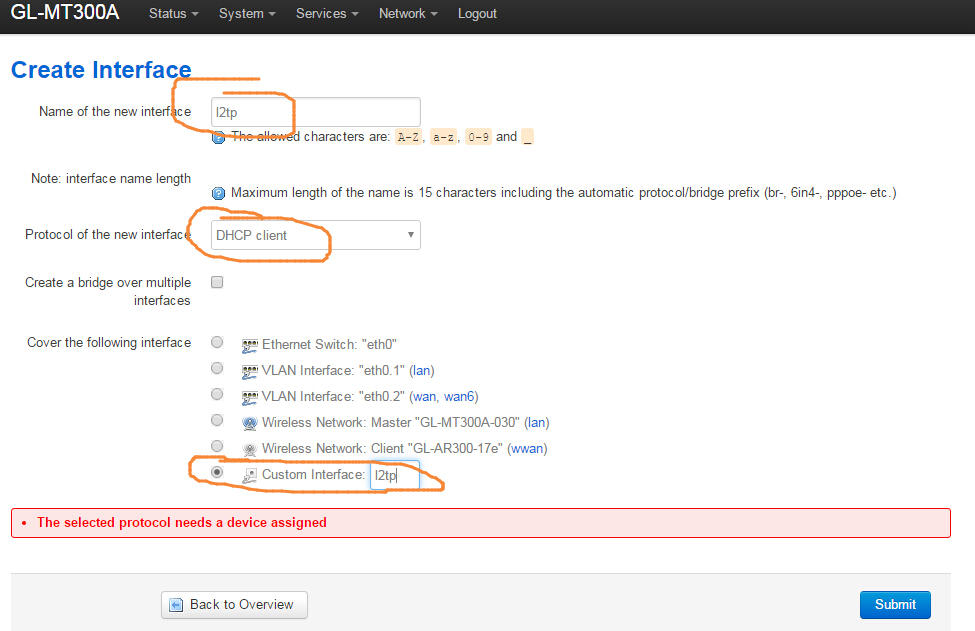 GL-MT300A Status System Services Network Logout
Create Interface
Name of the new interface l2tp
The allowed characters are: A-Z, a-z, 0-9 and _
Note: interface name length
Maximum length of the name is 15 characters including the automatic protocol/bridge prefix (br-, 6in4-, pppoe- etc.)
Protocol of the new interface DHCP client
Create a bridge over multiple
interfaces
Cover the following interface
Ethernet Switch: "eth0"
VLAN Interface: "eth0.1" (lan)
VLAN Interface: "eth0.2" (wan, wan6)
Wireless Network: Master "GL-MT300A-030" (lan)
Wireless Network: Client "GL-AR300-17e" (wwan)
Custom Interface: l2tp
The selected protocol needs a device assigned
Back to Overview Submit